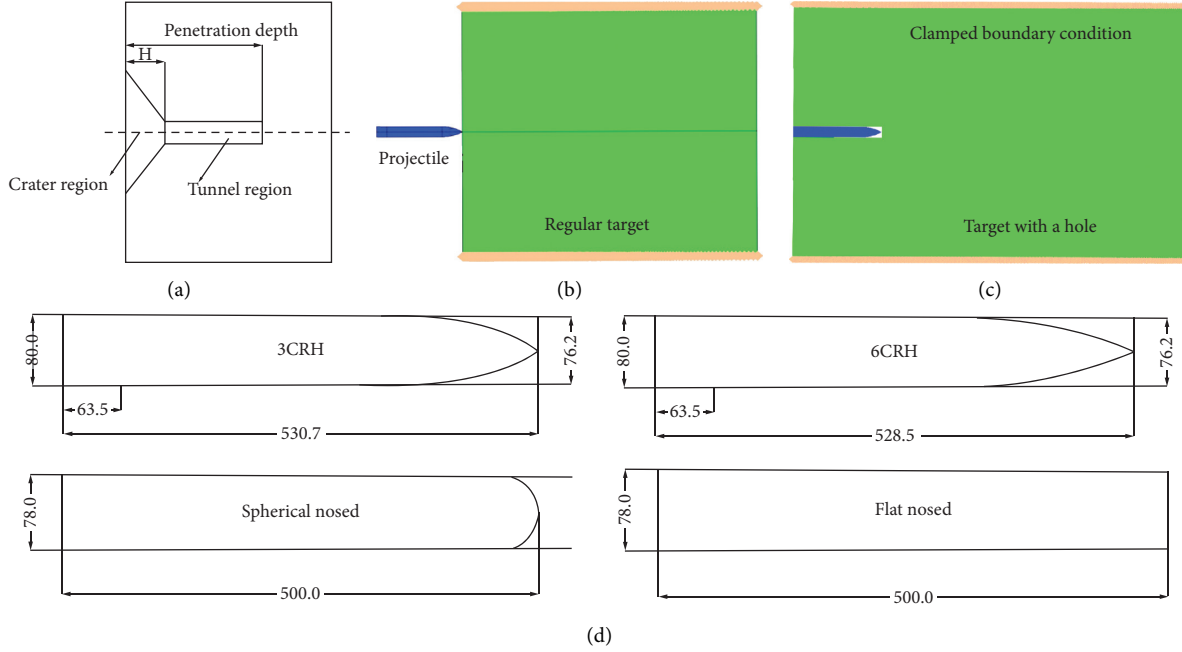 Penetration depth
H
Crater region
Tunnel region
(a)
Projectile
Regular target
(b)
Clamped boundary condition
Target with a hole
(c)
80.0
3CRH
76.2
63.5
530.7
80.0
6CRH
76.2
63.5
528.5
78.0
Spherical nosed
500.0
78.0
Flat nosed
500.0
(d)